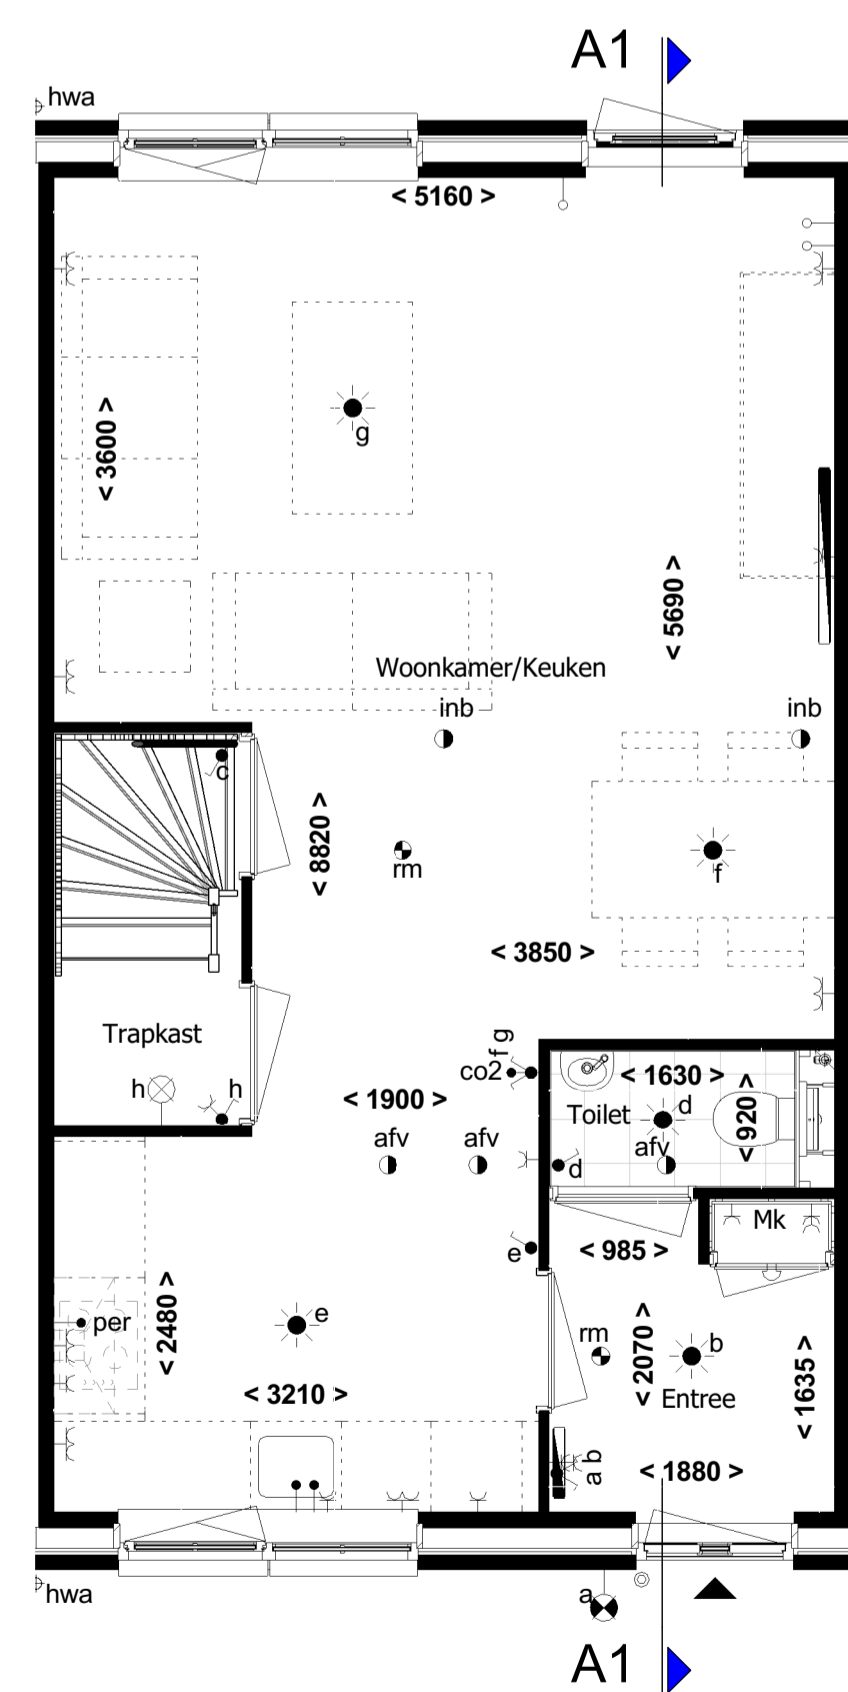 A1
hwa
< 5160 >
< 3600 >
g
< 5690 >
Woonkamer/Keuken
inb
inb
c
< 8820 >
rm
f
< 3850 >
Trapkast
f g
co2
h
h
< 1900 >
< 1630 >
Toilet
d
< 920 >
afv
afv
afv
d
Mk
e
< 985 >
per
< 2480 >
e
rm
< 2070 >
b
< 1635 >
Entree
< 3210 >
a b
< 1880 >
hwa
a
A1